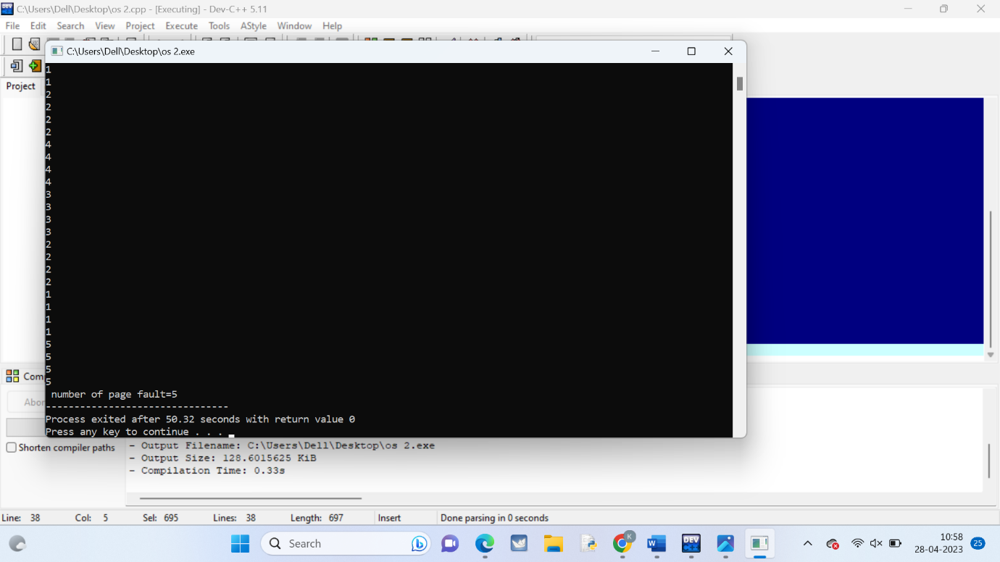 C:\Users\Dell\Desktop\os 2.cpp - [Executing] - Dev-C++ 5.11
File Edit Search View Project Execute Tools AStyle Window Help
C:\Users\Dell\Desktop\os 2.exe
Project
1
1
2
2
2
2
4
4
4
4
3
3
3
3
2
2
2
2
1
1
1
1
5
5
5
5
number of page fault=5
--------------------------------
Process exited after 50.32 seconds with return value 0
Press any key to continue . . .
Com
Abor
Shorten compiler paths
- Output Filename: C:\Users\Dell\Desktop\os 2.exe
- Output Size: 128.6015625 KiB
- Compilation Time: 0.33s
Line: 38 Col: 5 Sel: 695 Lines: 38 Length: 697 Insert Done parsing in 0 seconds
Search
K
DEV
C++
10:58
28-04-2023
25